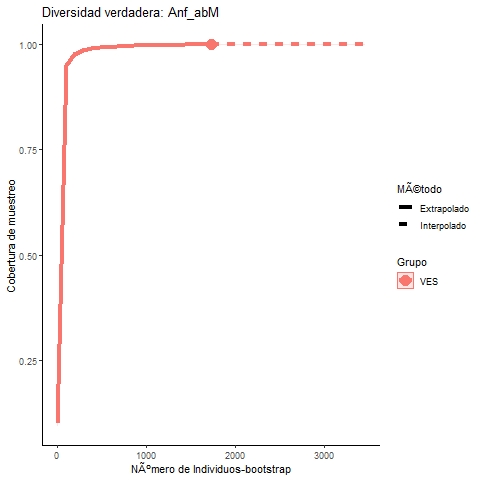 Diversidad verdadera: Anf_abM
1.00
0.75
0.50
0.25
Cobertura de muestreo
0
1000
2000
3000
NÃºmero de Individuos-bootstrap
MÃ©todo
Extrapolado
Interpolado
Grupo
VES